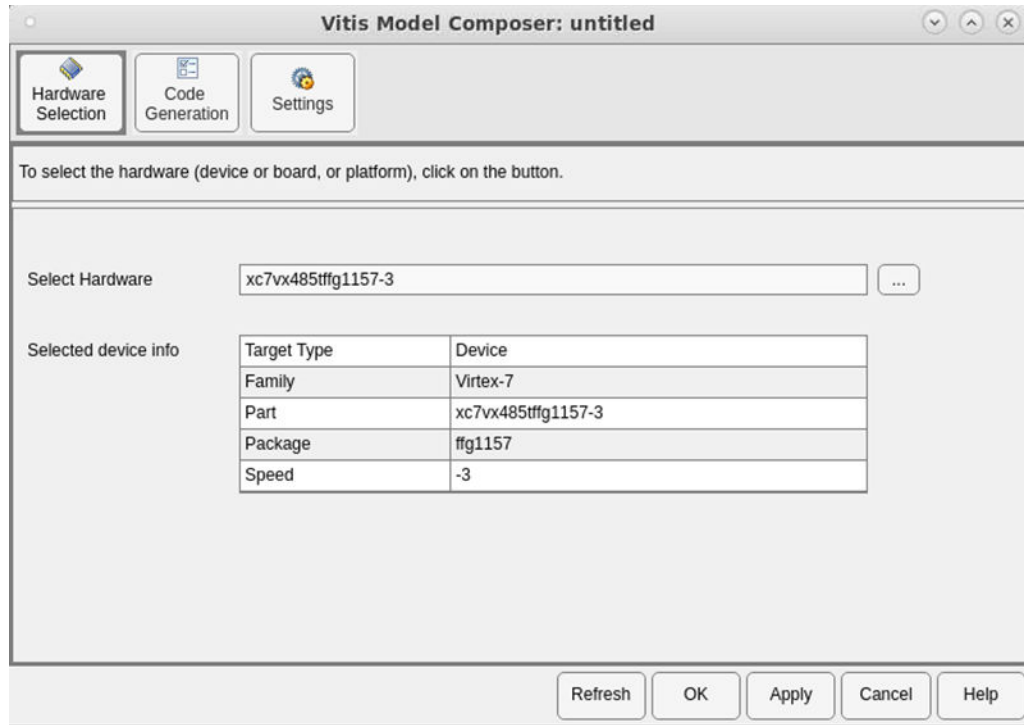 Vitis Model Composer: untitled
Hardware
Selection
Code
Generation
Settings
To select the hardware (device or board, or platform), click on the button.
Select Hardware xc7vx485tffg1157-3 ...
Selected device info Target Type Device
Family Virtex-7
Part xc7vx485tffg1157-3
Package ffg1157
Speed -3
Refresh OK Apply Cancel Help